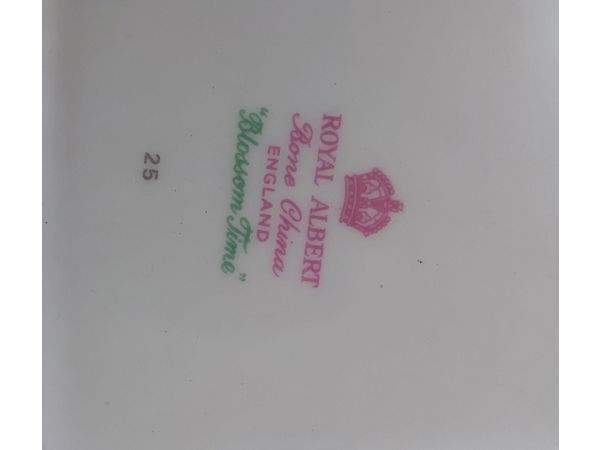 ROYAL ALBERT
Bone China
ENGLAND
"Blossom Time"
25